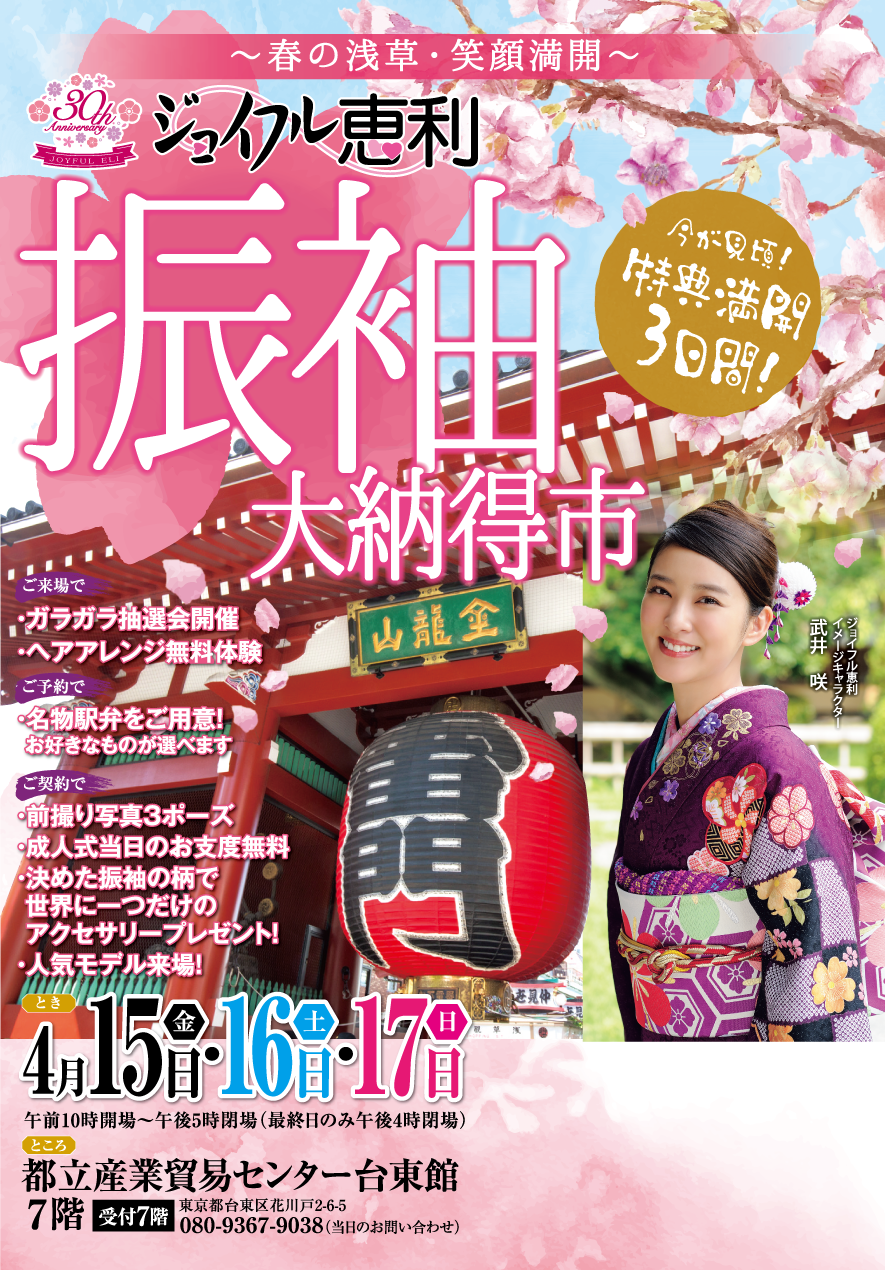 ～春の浅草・笑顔満開～
30th
Anniversary
JOYFUL ELI
ジョイフル恵利
振袖
大納得市
今が見頃!
特典満開
3日間!
ご来場で
・ガラガラ抽選会開催
・ヘアアレンジ無料体験
ご予約で
・名物駅弁をご用意!
お好きなものが選べます
ご契約で
・前撮り写真3ポーズ
・成人式当日のお支度無料
・決めた振袖の柄で
世界に一つだけの
アクセサリープレゼント!
・人気モデル来場!
金龍山
雷門
ジョイフル恵利
イメージキャラクター
武井 咲
とき
4月15日金・16日土・17日日
午前10時開場～午後5時閉場（最終日のみ午後4時閉場）
ところ
都立産業貿易センター台東館
7階 受付7階 東京都台東区花川戸2-6-5
080-9367-9038（当日のお問い合わせ）